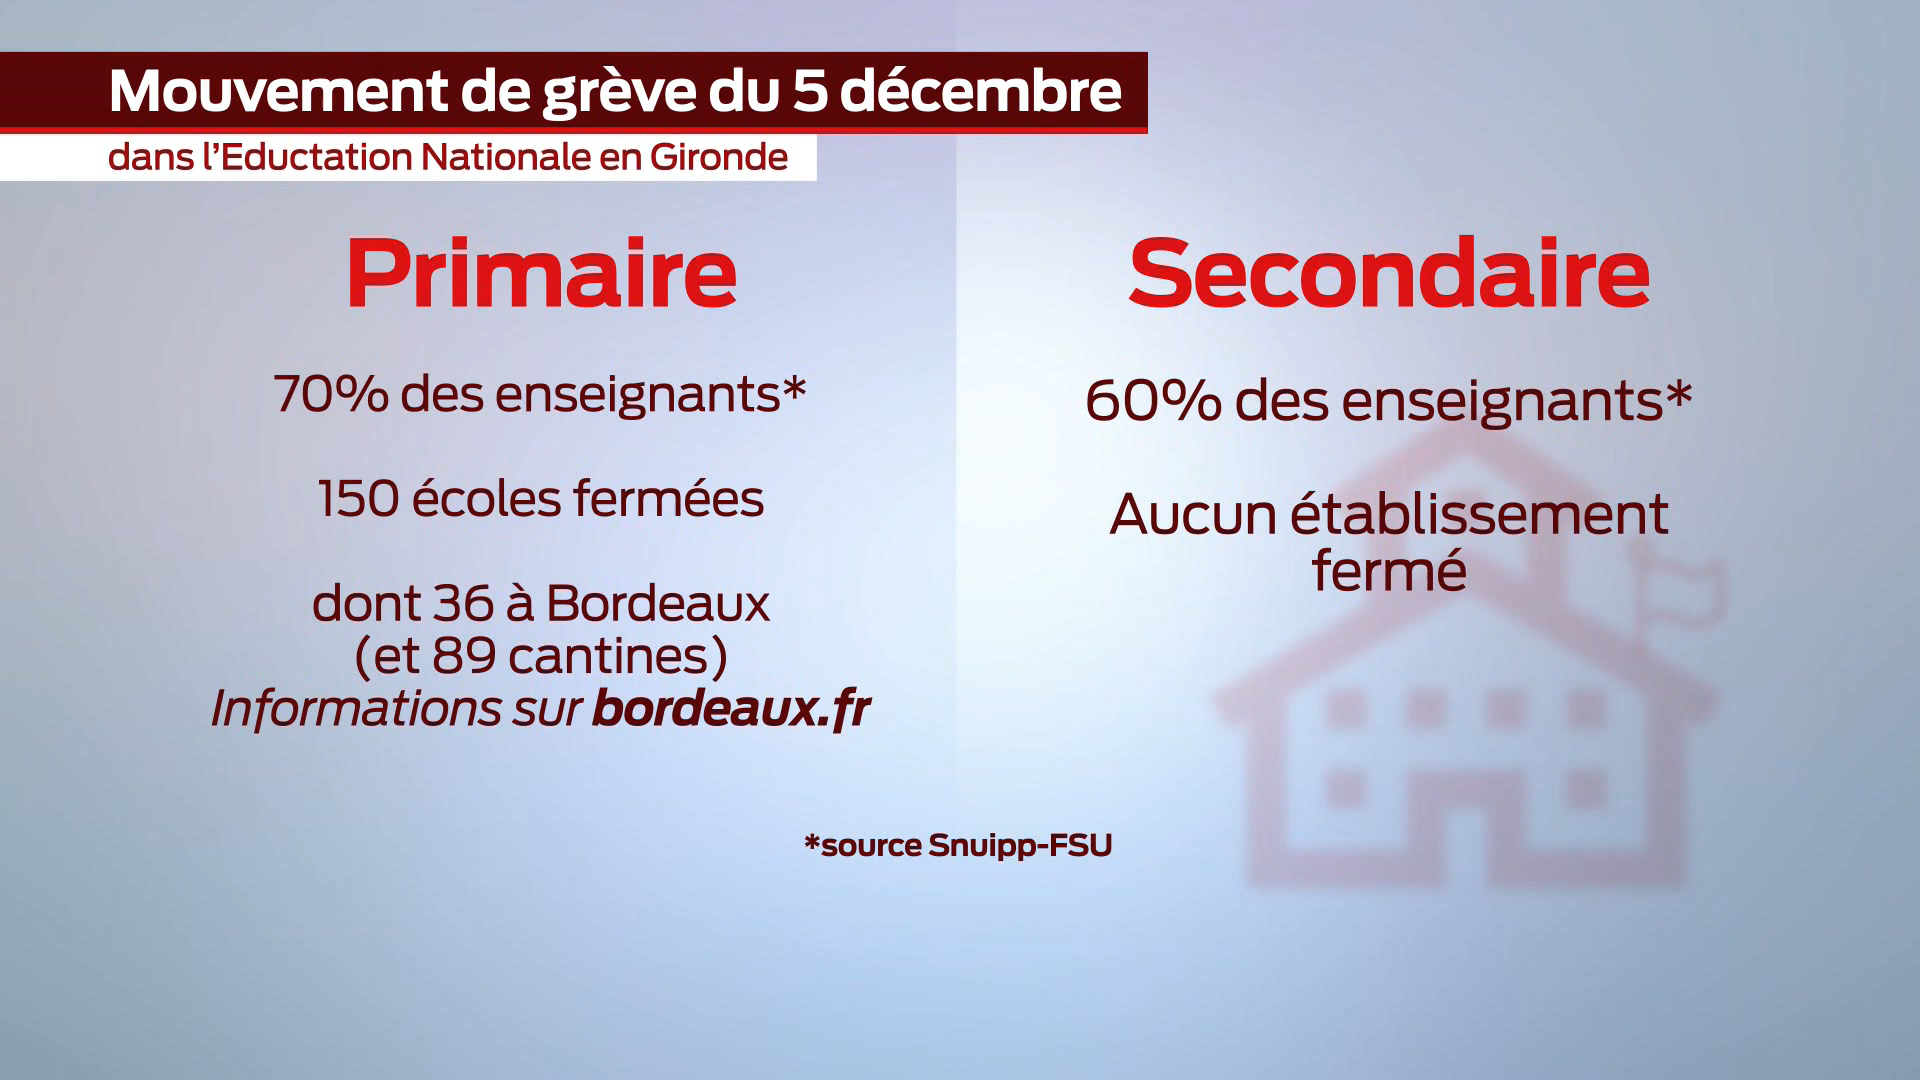 Mouvement de grève du 5 décembre
dans l’Eductation Nationale en Gironde
Primaire
70% des enseignants*
150 écoles fermées
dont 36 à Bordeaux
(et 89 cantines)
Informations sur bordeaux.fr
Secondaire
60% des enseignants*
Aucun établissement
fermé
*source Snuipp-FSU